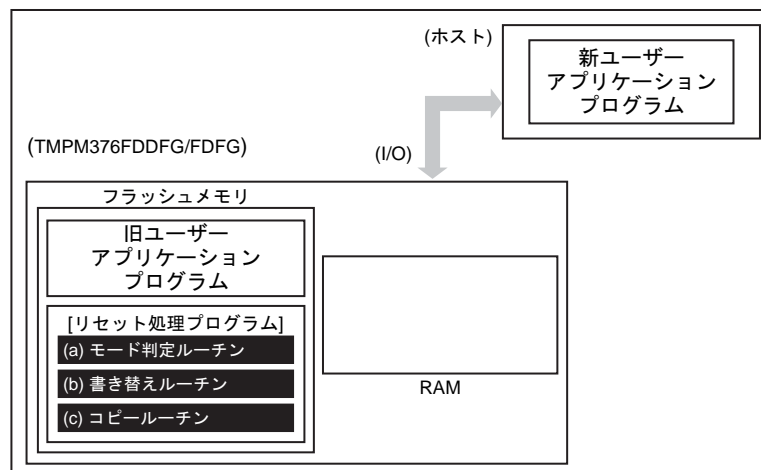 (ホスト)
新ユーザー
アプリケーション
プログラム
(TMPM376FDDFG/FDFG)
(I/O)
フラッシュメモリ
旧ユーザー
アプリケーション
プログラム
[リセット処理プログラム]
(a) モード判定ルーチン
(b) 書き替えルーチン
(c) コピールーチン
RAM